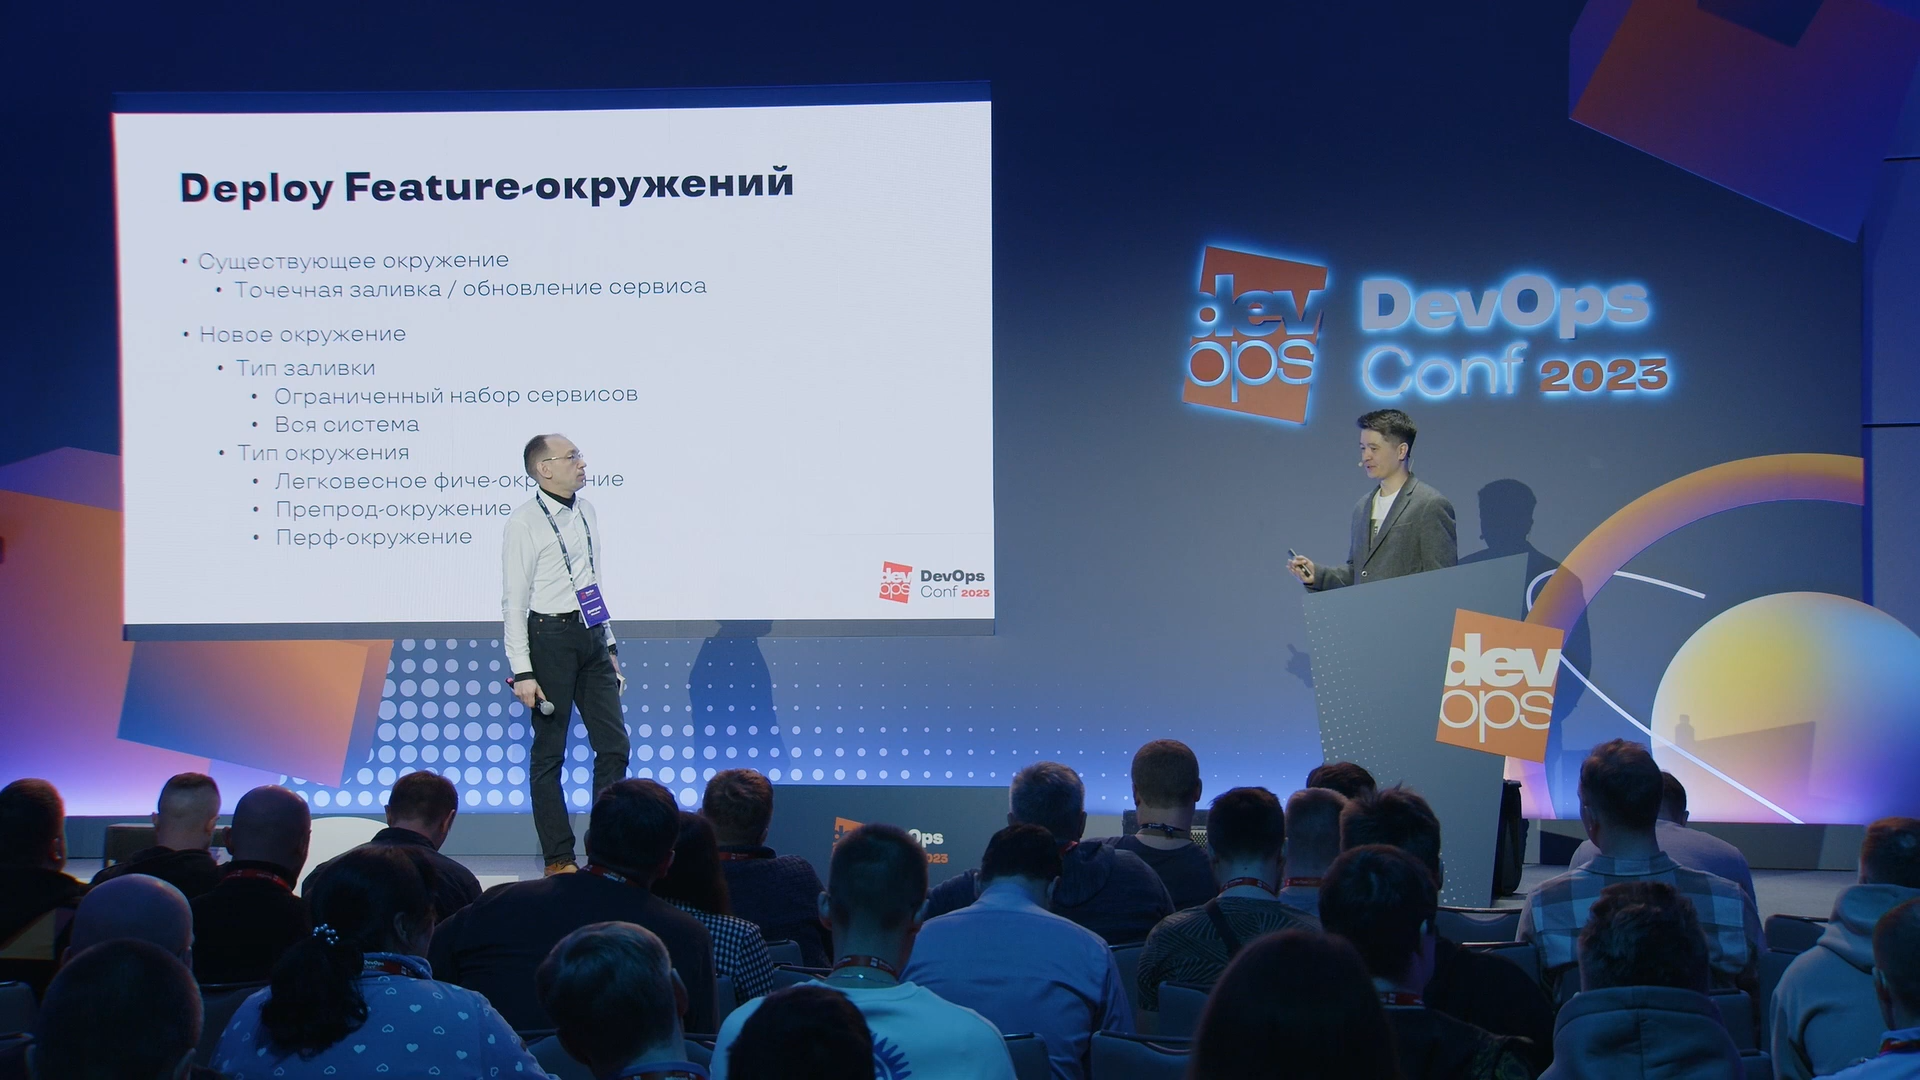 Deploy Feature-окружений
• Существующее окружение
• Точечная заливка / обновление сервиса
• Новое окружение
• Тип заливки
• Ограниченный набор сервисов
• Вся система
• Тип окружения
• Легковесное фиче-окр ние
• Препрод-окружение
• Перф-окружение
dev
ops
DevOps
Conf 2023
dev
ops
DevOps
Conf 2023
dev
ops